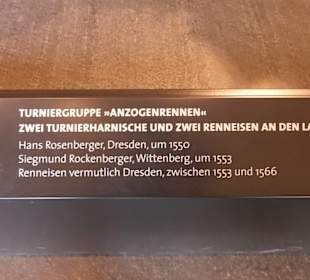 TURNIERGRUPPE »ANZOGENRENNEN«
ZWEI TURNIERHARNISCHE UND ZWEI RENNEISEN AN DEN LA
Hans Rosenberger, Dresden, um 1550
Siegmund Rockenberger, Wittenberg, um 1553
Renneisen vermutlich Dresden, zwischen 1553 und 1566